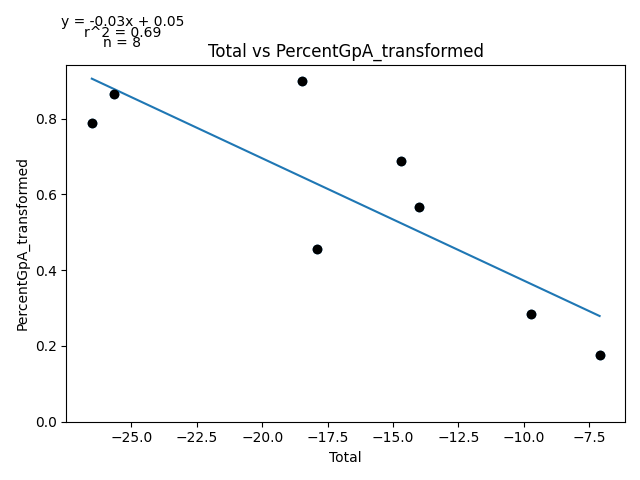 y = -0.03x + 0.05
r^2 = 0.69
n = 8
Total vs PercentGpA_transformed
PercentGpA_transformed
0.8
0.6
0.4
0.2
0.0
−25.0 −22.5 −20.0 −17.5 −15.0 −12.5 −10.0 −7.5
Total